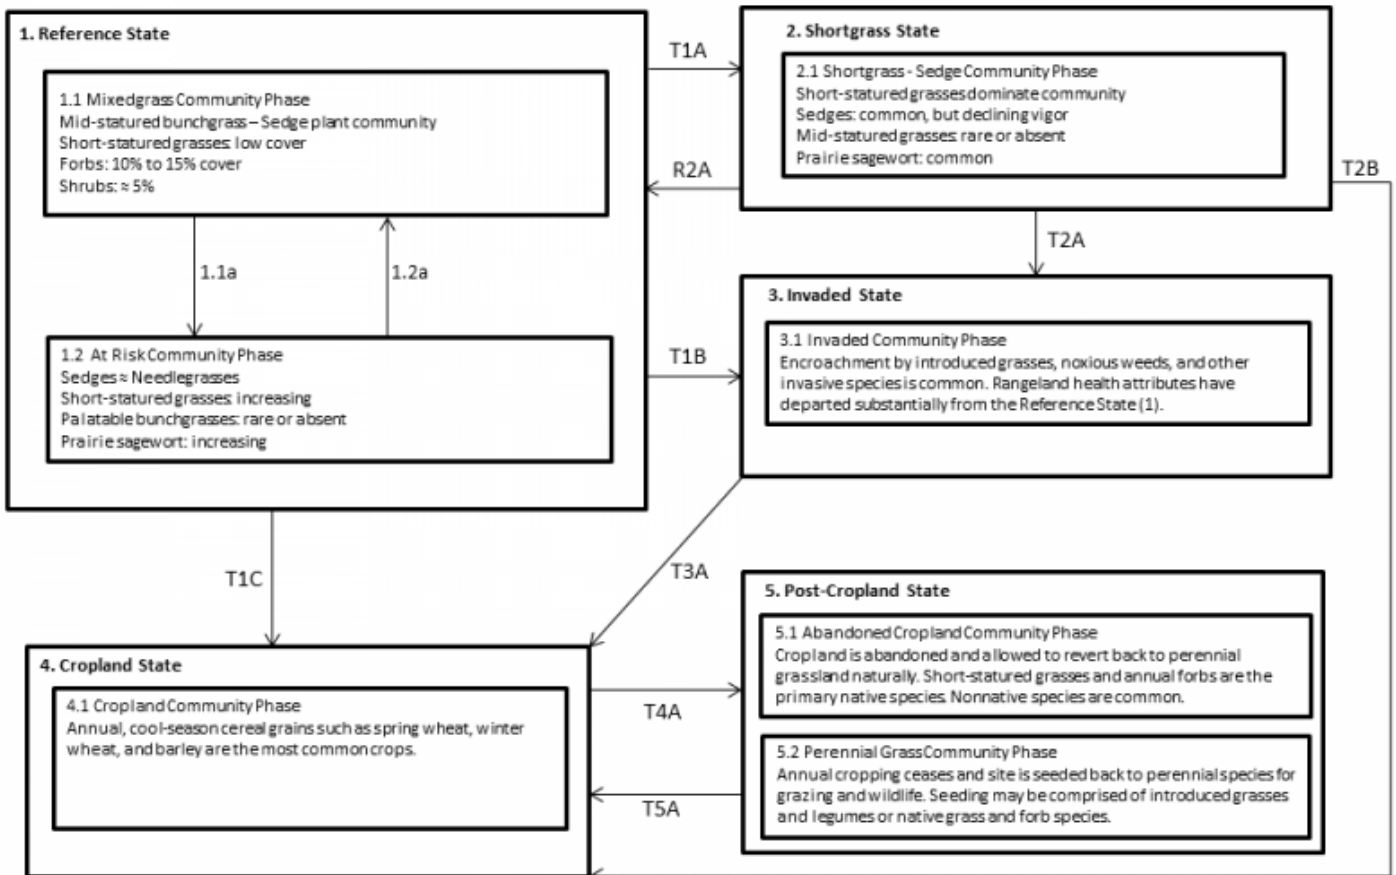 1. Reference State
1.1 Mixedgrass Community Phase
Mid-statured bunchgrass – Sedge plant community
Short-statured grasses: low cover
Forbs: 10% to 15% cover
Shrubs: ≈ 5%
1.1a
1.2a
1.2 At Risk Community Phase
Sedges ≈ Needlegrasses
Short-statured grasses: increasing
Palatable bunchgrasses: rare or absent
Prairie sagewort: increasing
T1A
R2A
T1B
T1C
2. Shortgrass State
2.1 Shortgrass - Sedge Community Phase
Short-statured grasses dominate community
Sedges: common, but declining vigor
Mid-statured grasses: rare or absent
Prairie sagewort: common
T2B
T2A
3. Invaded State
3.1 Invaded Community Phase
Encroachment by introduced grasses, noxious weeds, and other
invasive species is common. Rangeland health attributes have
departed substantially from the Reference State (1).
T3A
4. Cropland State
4.1 Cropland Community Phase
Annual, cool-season cereal grains such as spring wheat, winter
wheat, and barley are the most common crops.
T4A
T5A
5. Post-Cropland State
5.1 Abandoned Cropland Community Phase
Cropland is abandoned and allowed to revert back to perennial
grassland naturally. Short-statured grasses and annual forbs are the
primary native species. Nonnative species are common.
5.2 Perennial Grass Community Phase
Annual cropping ceases and site is seeded back to perennial species for
grazing and wildlife. Seeding may be comprised of introduced grasses
and legumes or native grass and forb species.